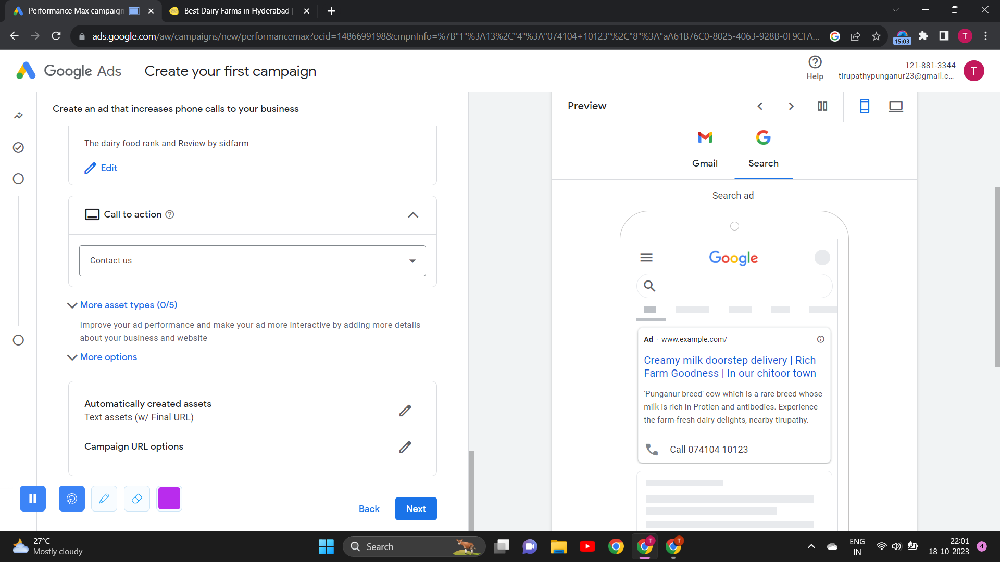 Performance Max campaign
Best Dairy Farms in Hyderabad |
ads.google.com/aw/campaigns/new/performancemax?ocid=1486699198&cmpnInfo=%7B"1"%3A13%2C"4"%3A"074104+10123"%2C"8"%3A"aA61B76C0-8025-4063-928B-0F9CFA...
15:03
T
Google Ads
Create your first campaign
Help
121-881-3344
tirupathypunganur23@gmail.c...
T
Create an ad that increases phone calls to your business
The dairy food rank and Review by sidfarm
Edit
Call to action
Contact us
More asset types (0/5)
Improve your ad performance and make your ad more interactive by adding more details
about your business and website
More options
Automatically created assets
Text assets (w/ Final URL)
Campaign URL options
Back
Next
Preview
Gmail
Search
Search ad
Google
Ad · www.example.com/
Creamy milk doorstep delivery | Rich
Farm Goodness | In our chitoor town
'Punganur breed' cow which is a rare breed whose
milk is rich in Protien and antibodies. Experience
the farm-fresh dairy delights, nearby tirupathy.
Call 074104 10123
27°C
Mostly cloudy
Search
T
T
ENG
IN
22:01
18-10-2023
4